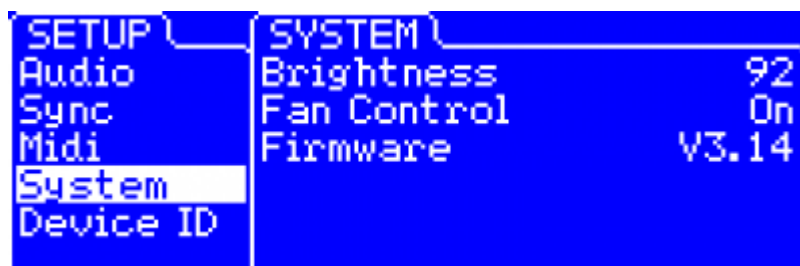 SETUP
Audio
Sync
Midi
System
Device ID
SYSTEM
Brightness 92
Fan Control On
Firmware V3.14